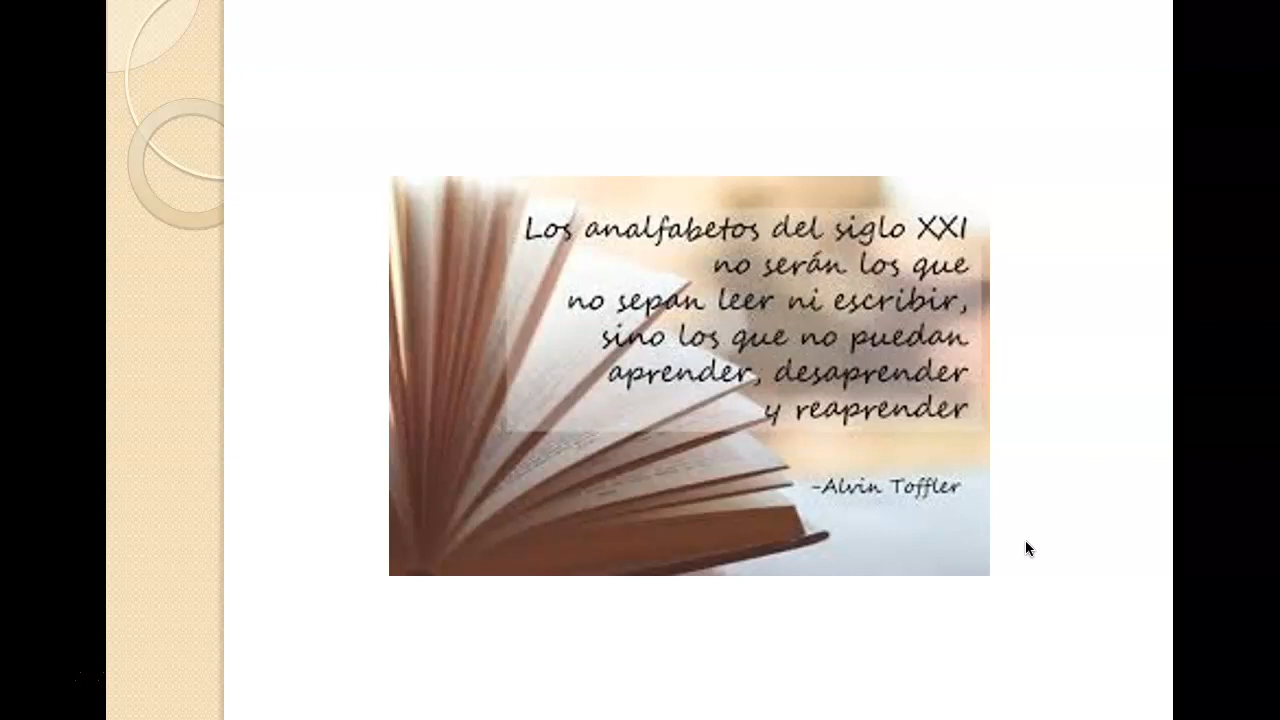 Los analfabetos del siglo XXI
no serán los que
no sepan leer ni escribir,
sino los que no puedan
aprender, desaprender
y reaprender
-Alvin Toffler